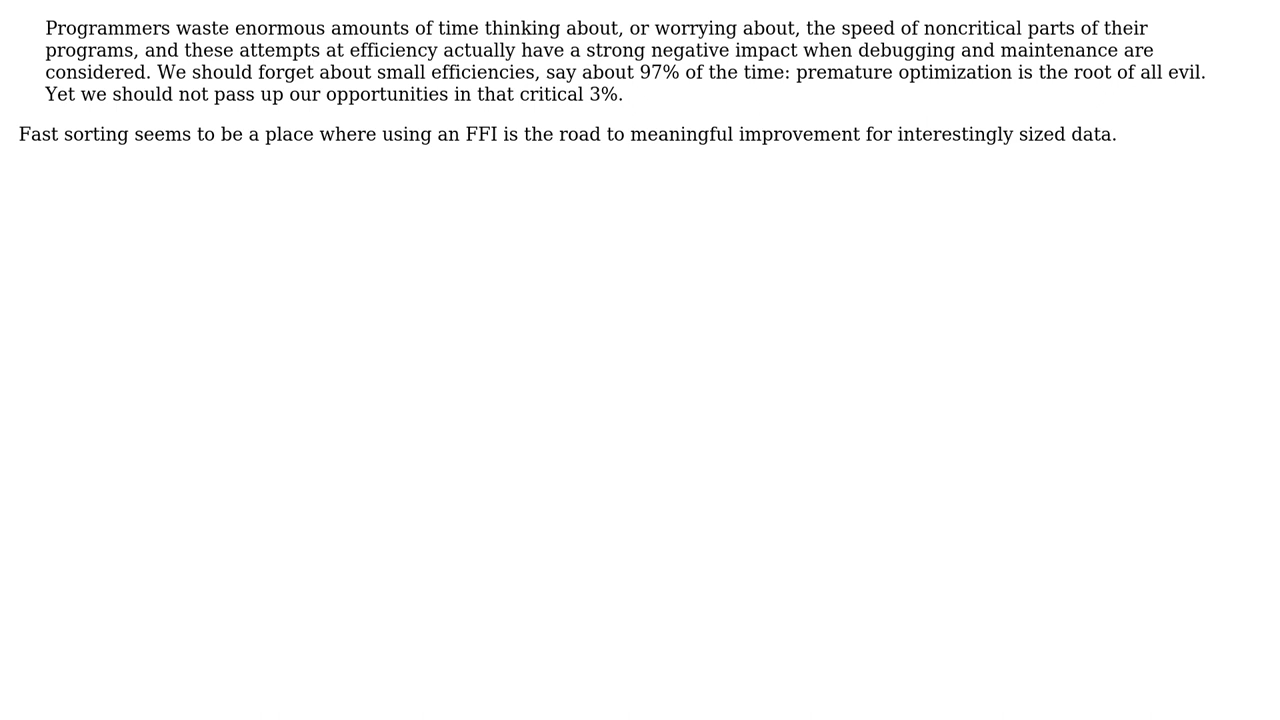 Programmers waste enormous amounts of time thinking about, or worrying about, the speed of noncritical parts of their
programs, and these attempts at efficiency actually have a strong negative impact when debugging and maintenance are
considered. We should forget about small efficiencies, say about 97% of the time: premature optimization is the root of all evil.
Yet we should not pass up our opportunities in that critical 3%.
Fast sorting seems to be a place where using an FFI is the road to meaningful improvement for interestingly sized data.